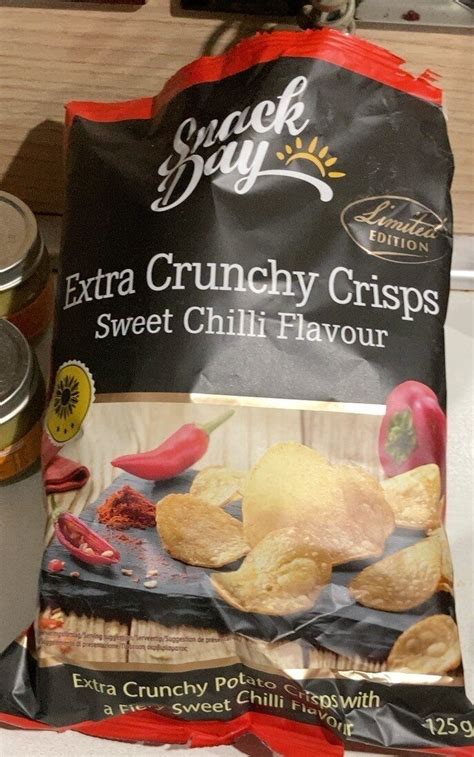 Snack
Day
Limited
EDITION
Extra Crunchy Crisps
Sweet Chilli Flavour
Extra Crunchy Potato Crisps with
a Fiery Sweet Chilli Flavour
125g